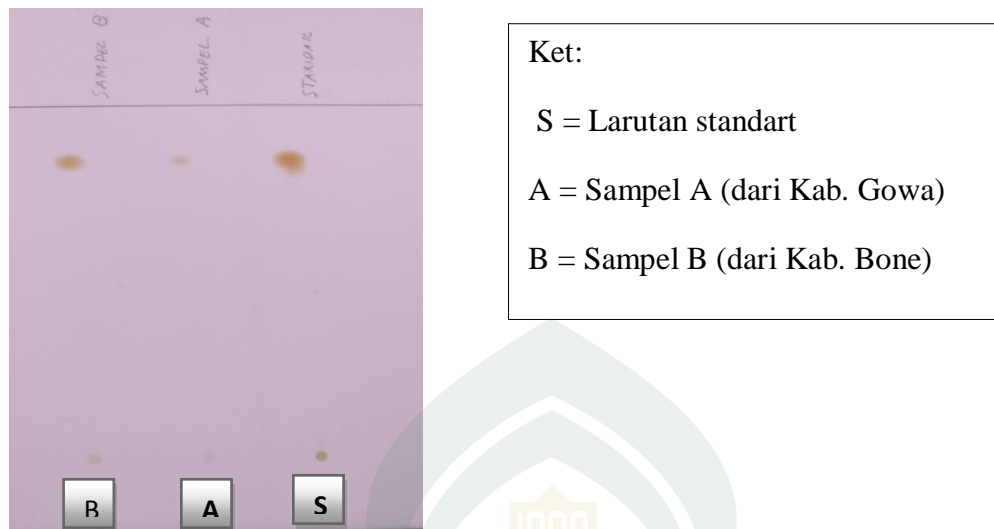 SAMPEL B
SAMPEL A
STANDAR
B
A
S
Ket:
S = Larutan standart
A = Sampel A (dari Kab. Gowa)
B = Sampel B (dari Kab. Bone)